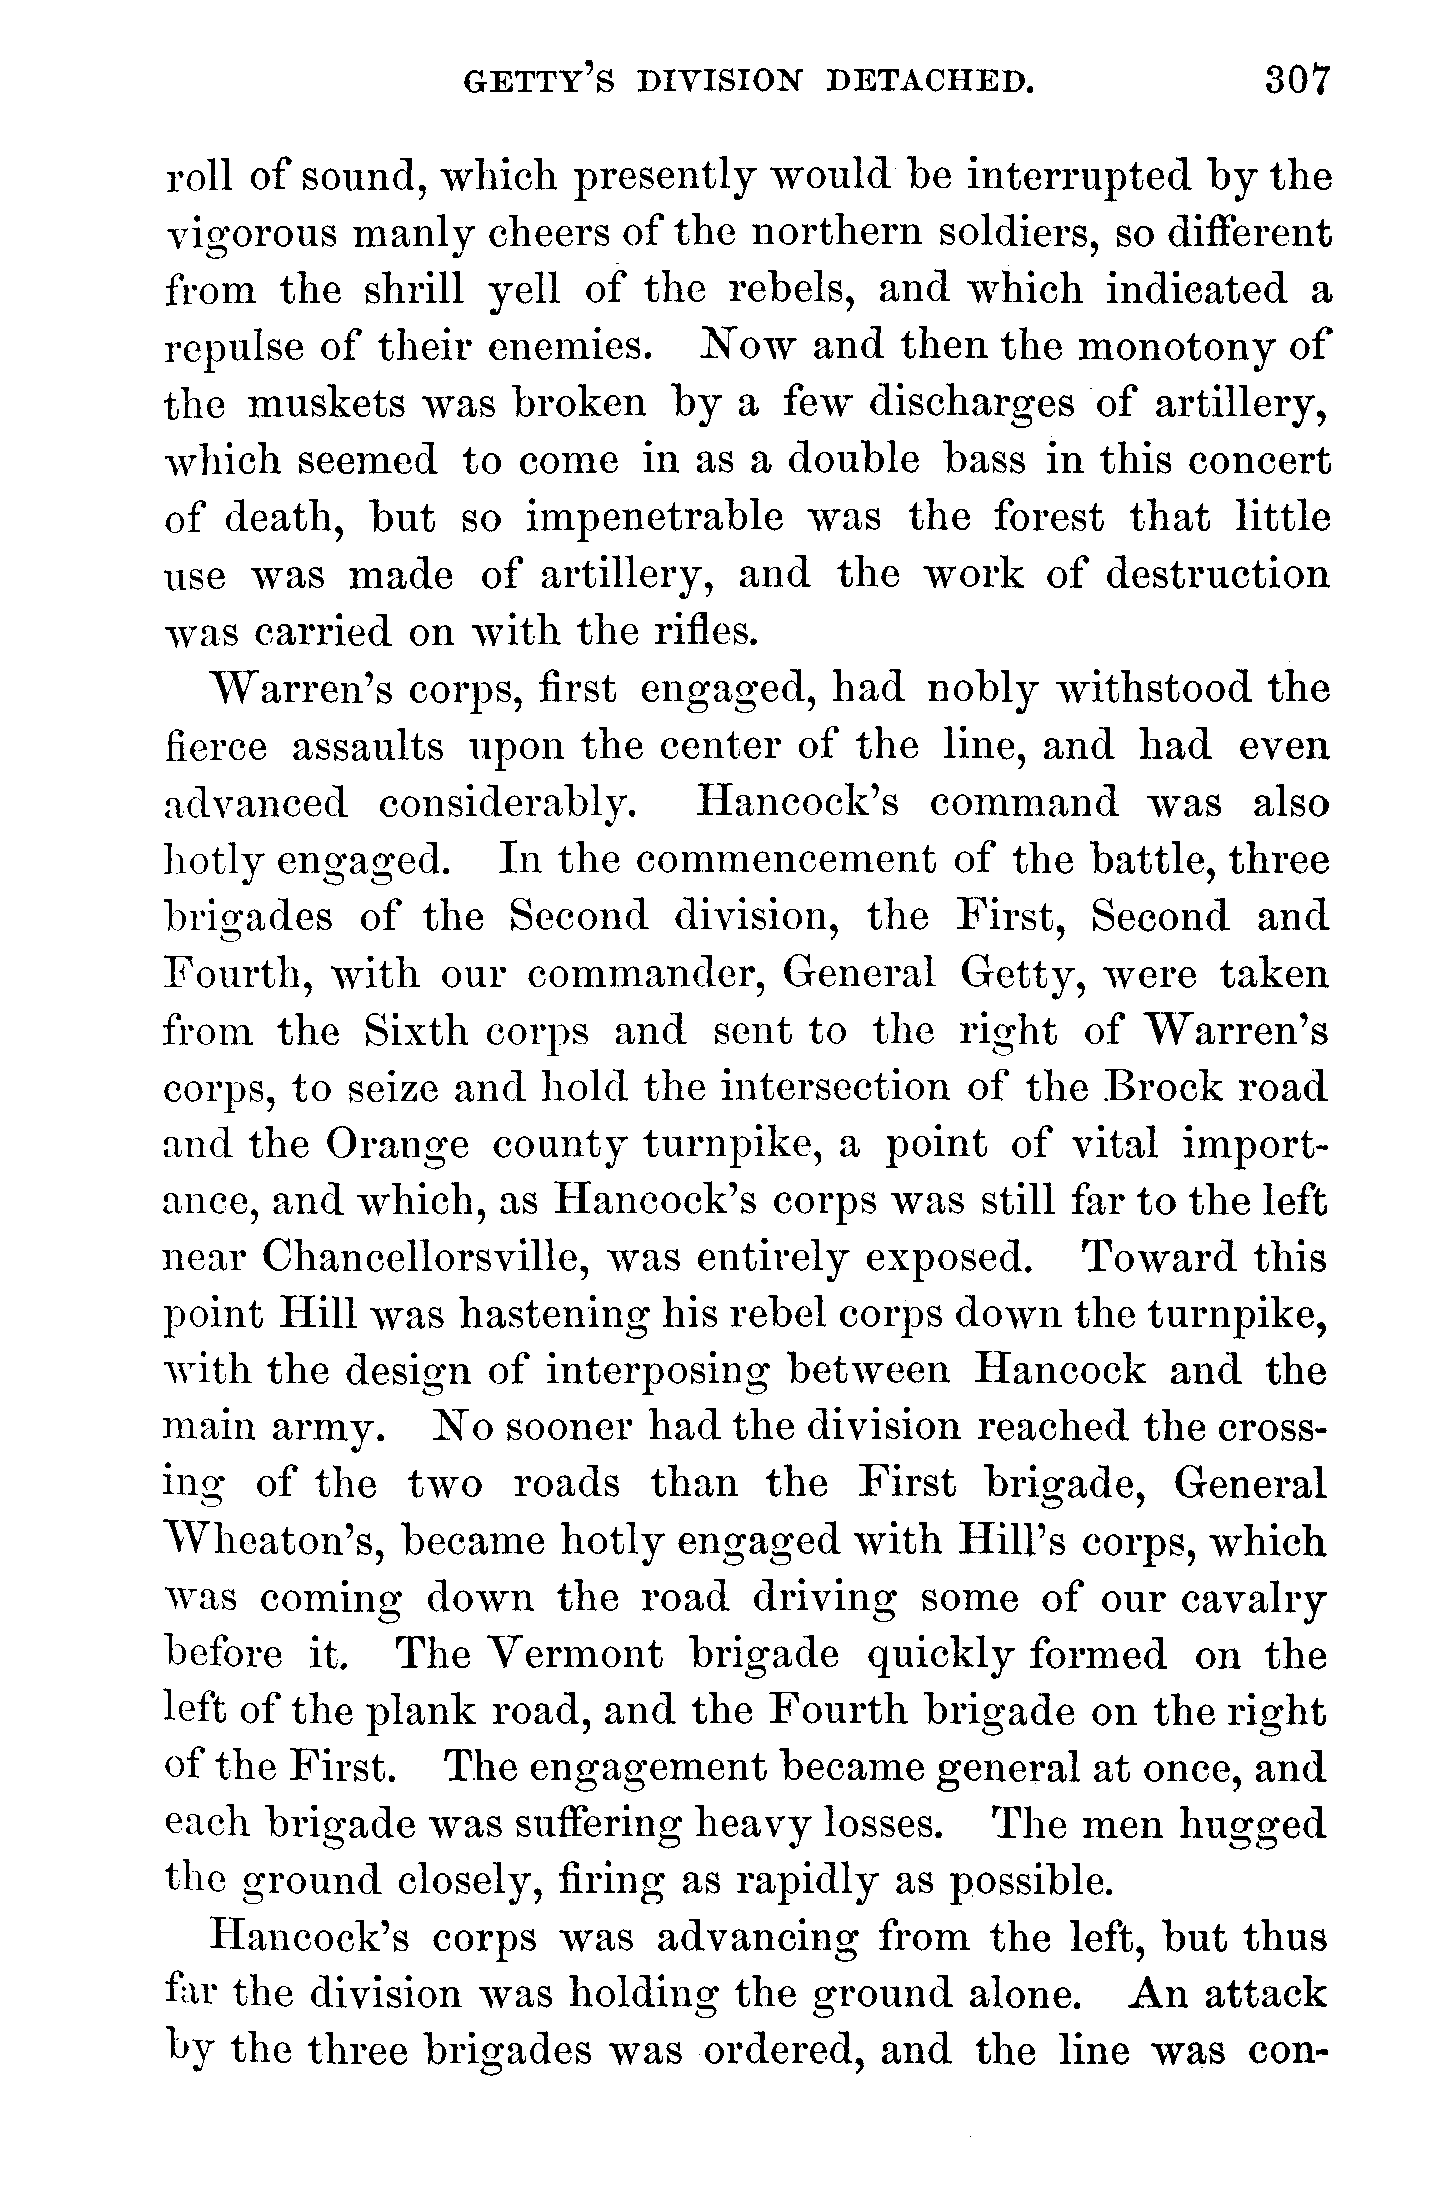 GETTY'S DIVISION DETACHED. 307
roll of sound, which presently would be interrupted by the
vigorous manly cheers of the northern soldiers, so different
from the shrill yell of the rebels, and which indicated a
repulse of their enemies. Now and then the monotony of
the muskets was broken by a few discharges of artillery,
which seemed to come in as a double bass in this concert
of death, but so impenetrable was the forest that little
use was made of artillery, and the work of destruction
was carried on with the rifles.
Warren's corps, first engaged, had nobly withstood the
fierce assaults upon the center of the line, and had even
advanced considerably. Hancock's command was also
hotly engaged. In the commencement of the battle, three
brigades of the Second division, the First, Second and
Fourth, with our commander, General Getty, were taken
from the Sixth corps and sent to the right of Warren's
corps, to seize and hold the intersection of the Brock road
and the Orange county turnpike, a point of vital import-
ance, and which, as Hancock's corps was still far to the left
near Chancellorsville, was entirely exposed. Toward this
point Hill was hastening his rebel corps down the turnpike,
with the design of interposing between Hancock and the
main army. No sooner had the division reached the cross-
ing of the two roads than the First brigade, General
Wheaton's, became hotly engaged with Hill's corps, which
was coming down the road driving some of our cavalry
before it. The Vermont brigade quickly formed on the
left of the plank road, and the Fourth brigade on the right
of the First. The engagement became general at once, and
each brigade was suffering heavy losses. The men hugged
the ground closely, firing as rapidly as possible.
Hancock's corps was advancing from the left, but thus
far the division was holding the ground alone. An attack
by the three brigades was ordered, and the line was con-